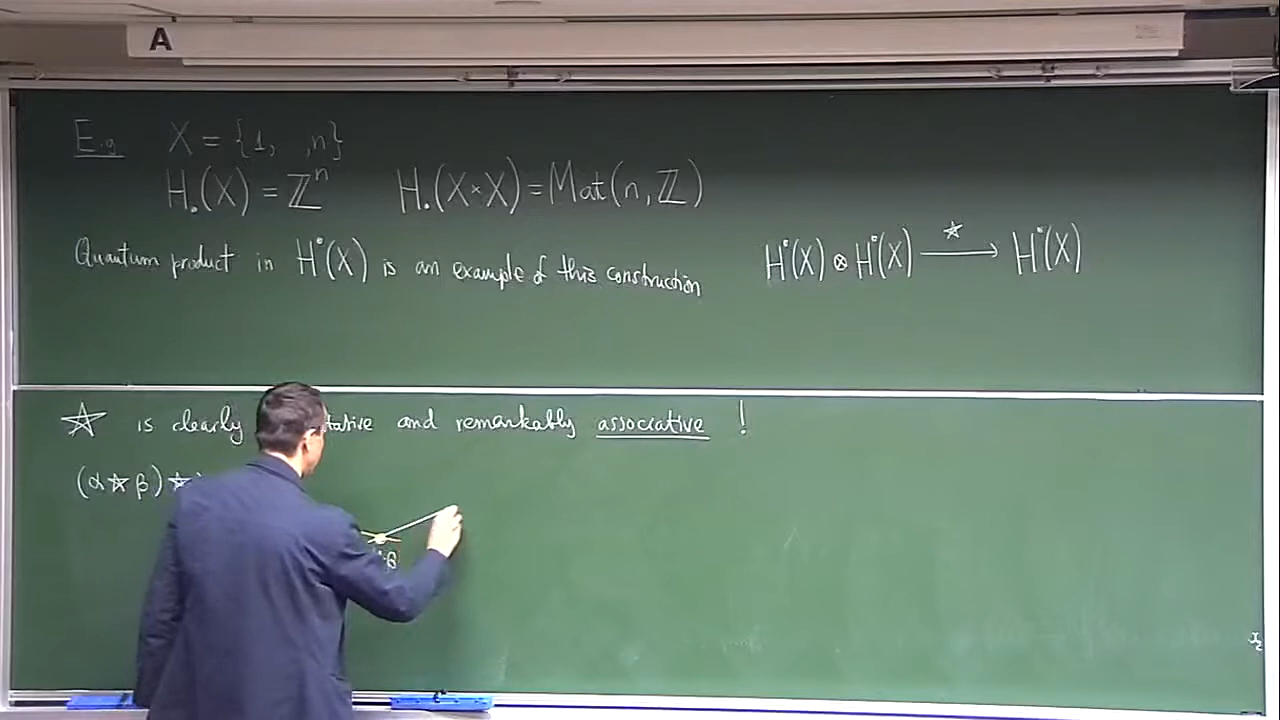 A
E.g. X = {1, ,n}
H.(X) = ℤⁿ H.(X×X) = Mat(n, ℤ)
Quantum product in H˙(X) is an example of this construction H˙(X) ⊗ H˙(X) ⟶ H˙(X)
☆
☆ is clearly tative and remarkably associative !
(α ☆ β) ☆
β